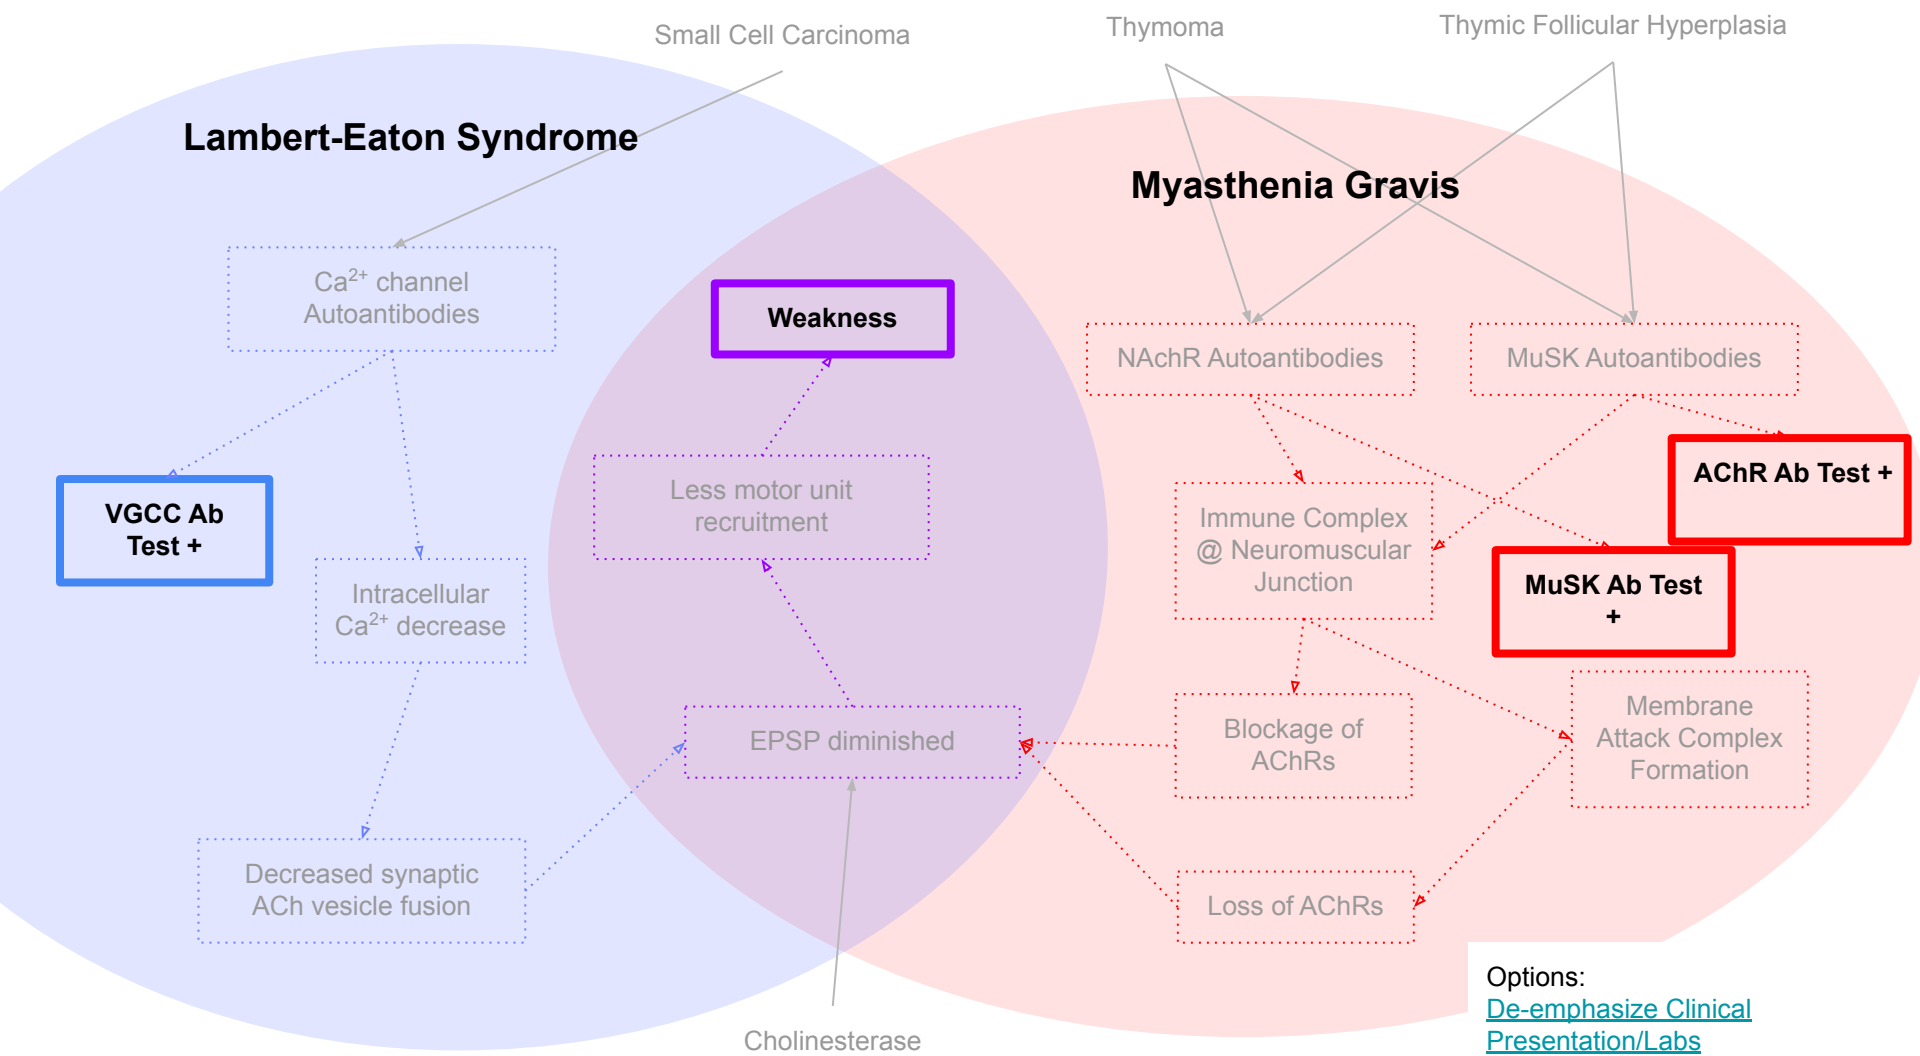 Small Cell Carcinoma
Thymoma
Thymic Follicular Hyperplasia
Lambert-Eaton Syndrome
Myasthenia Gravis
Ca²⁺ channel
Autoantibodies
Weakness
NAchR Autoantibodies
MuSK Autoantibodies
VGCC Ab
Test +
Less motor unit
recruitment
AChR Ab Test +
Immune Complex
@ Neuromuscular
Junction
MuSK Ab Test
+
Intracellular
Ca²⁺ decrease
EPSP diminished
Blockage of
AChRs
Membrane
Attack Complex
Formation
Decreased synaptic
ACh vesicle fusion
Loss of AChRs
Cholinesterase
Options:
De-emphasize Clinical
Presentation/Labs